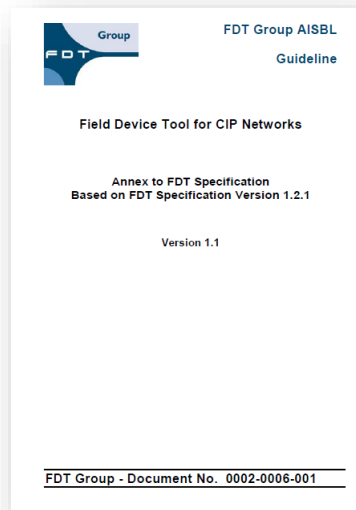 Group
FDT
FDT Group AISBL
Guideline
Field Device Tool for CIP Networks
Annex to FDT Specification
Based on FDT Specification Version 1.2.1
Version 1.1
FDT Group - Document No. 0002-0006-001